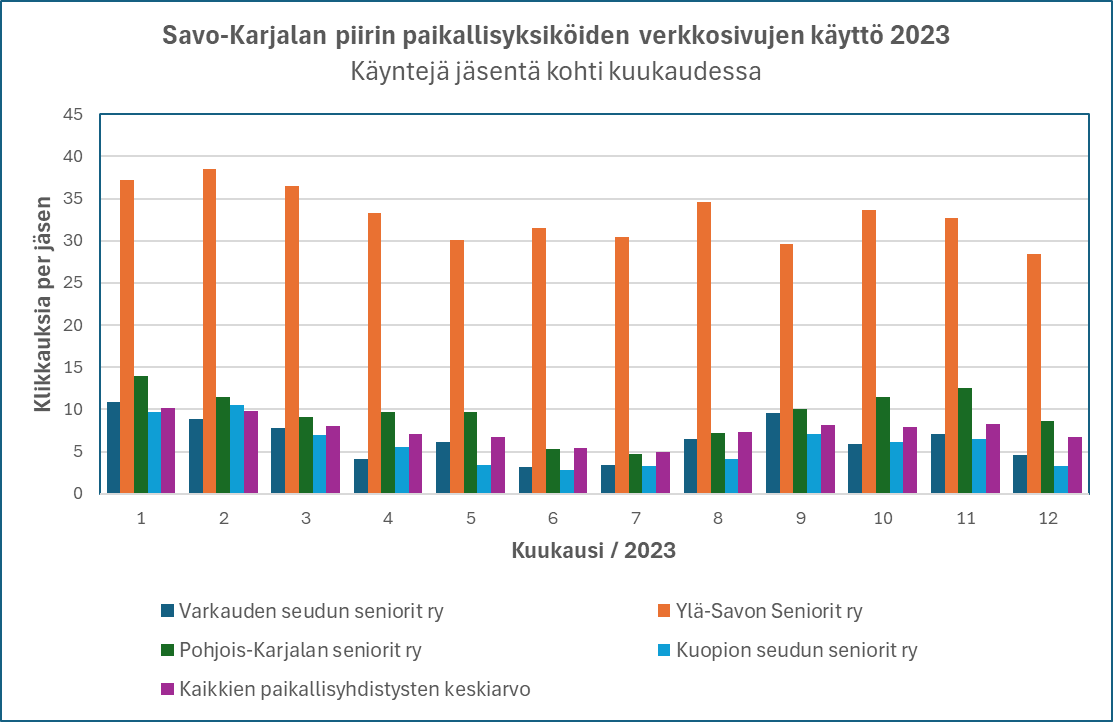 Savo-Karjalan piirin paikallisyksiköiden verkkosivujen käyttö 2023
Käyntejä jäsentä kohti kuukaudessa
Klikkauksia per jäsen
45
40
35
30
25
20
15
10
5
0
1 2 3 4 5 6 7 8 9 10 11 12
Kuukausi / 2023
Varkauden seudun seniorit ry
Ylä-Savon Seniorit ry
Pohjois-Karjalan seniorit ry
Kuopion seudun seniorit ry
Kaikkien paikallisyhdistysten keskiarvo